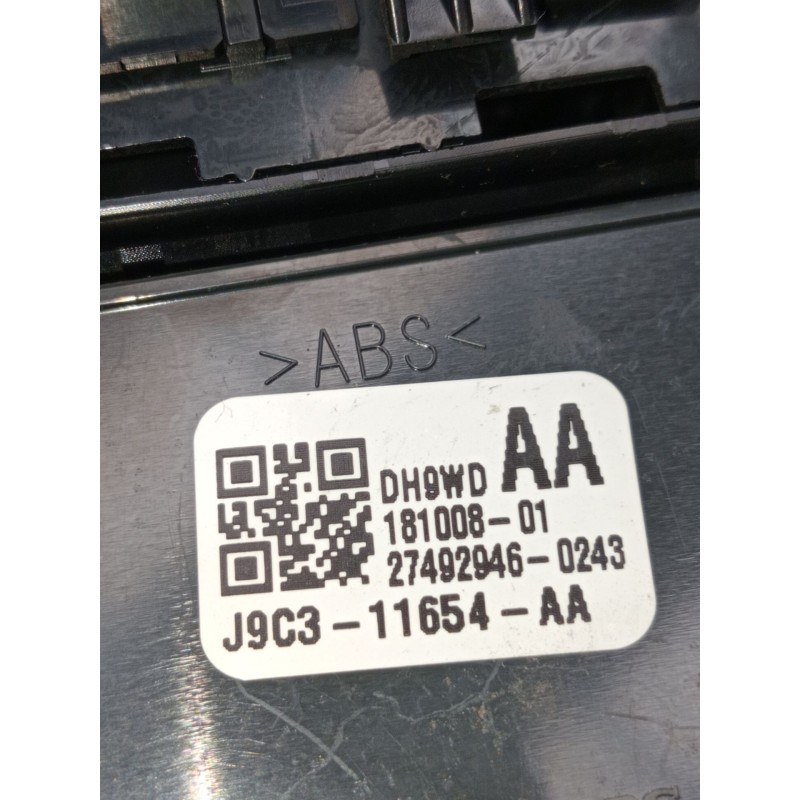 >ABS<
DH9WD AA
181008-01
27492946-0243
J9C3-11654-AA